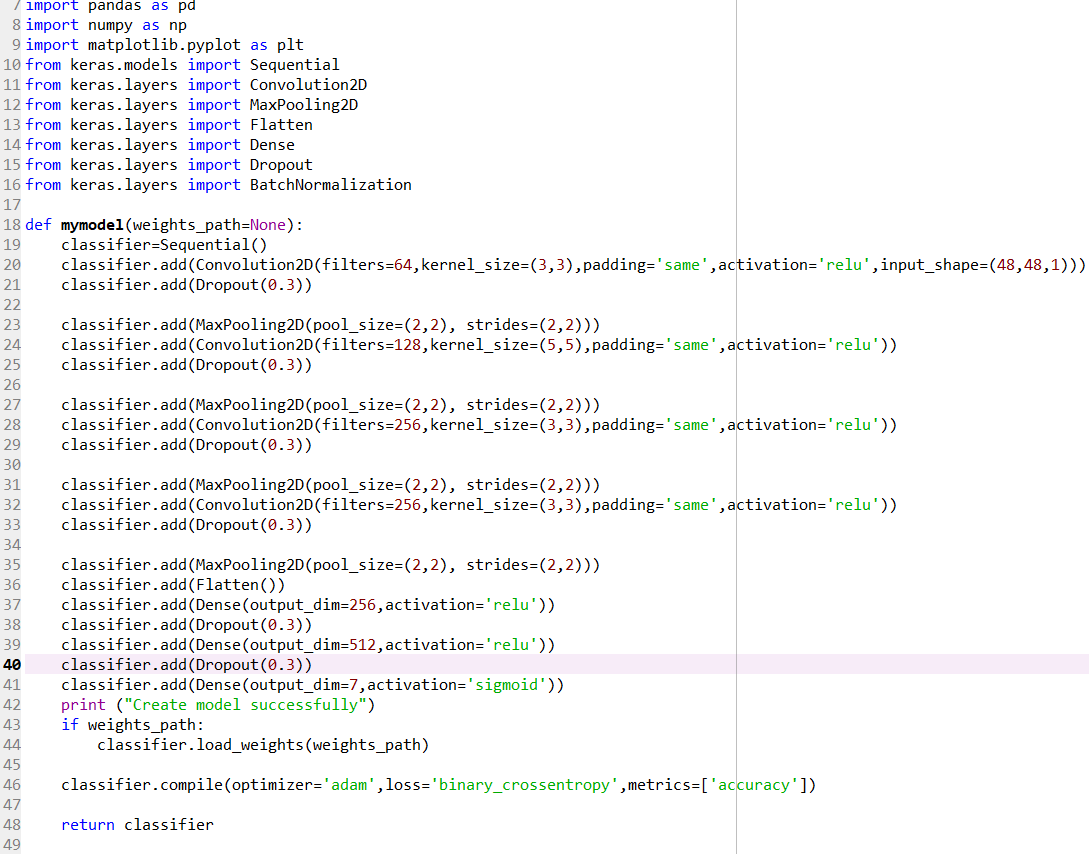 7 import pandas as pd
8 import numpy as np
9 import matplotlib.pyplot as plt
10 from keras.models import Sequential
11 from keras.layers import Convolution2D
12 from keras.layers import MaxPooling2D
13 from keras.layers import Flatten
14 from keras.layers import Dense
15 from keras.layers import Dropout
16 from keras.layers import BatchNormalization
17
18 def mymodel(weights_path=None):
19     classifier=Sequential()
20     classifier.add(Convolution2D(filters=64,kernel_size=(3,3),padding='same',activation='relu',input_shape=(48,48,1)))
21     classifier.add(Dropout(0.3))
22
23     classifier.add(MaxPooling2D(pool_size=(2,2), strides=(2,2)))
24     classifier.add(Convolution2D(filters=128,kernel_size=(5,5),padding='same',activation='relu'))
25     classifier.add(Dropout(0.3))
26
27     classifier.add(MaxPooling2D(pool_size=(2,2), strides=(2,2)))
28     classifier.add(Convolution2D(filters=256,kernel_size=(3,3),padding='same',activation='relu'))
29     classifier.add(Dropout(0.3))
30
31     classifier.add(MaxPooling2D(pool_size=(2,2), strides=(2,2)))
32     classifier.add(Convolution2D(filters=256,kernel_size=(3,3),padding='same',activation='relu'))
33     classifier.add(Dropout(0.3))
34
35     classifier.add(MaxPooling2D(pool_size=(2,2), strides=(2,2)))
36     classifier.add(Flatten())
37     classifier.add(Dense(output_dim=256,activation='relu'))
38     classifier.add(Dropout(0.3))
39     classifier.add(Dense(output_dim=512,activation='relu'))
40     classifier.add(Dropout(0.3))
41     classifier.add(Dense(output_dim=7,activation='sigmoid'))
42     print ("Create model successfully")
43     if weights_path:
44         classifier.load_weights(weights_path)
45
46     classifier.compile(optimizer='adam',loss='binary_crossentropy',metrics=['accuracy'])
47
48     return classifier
49